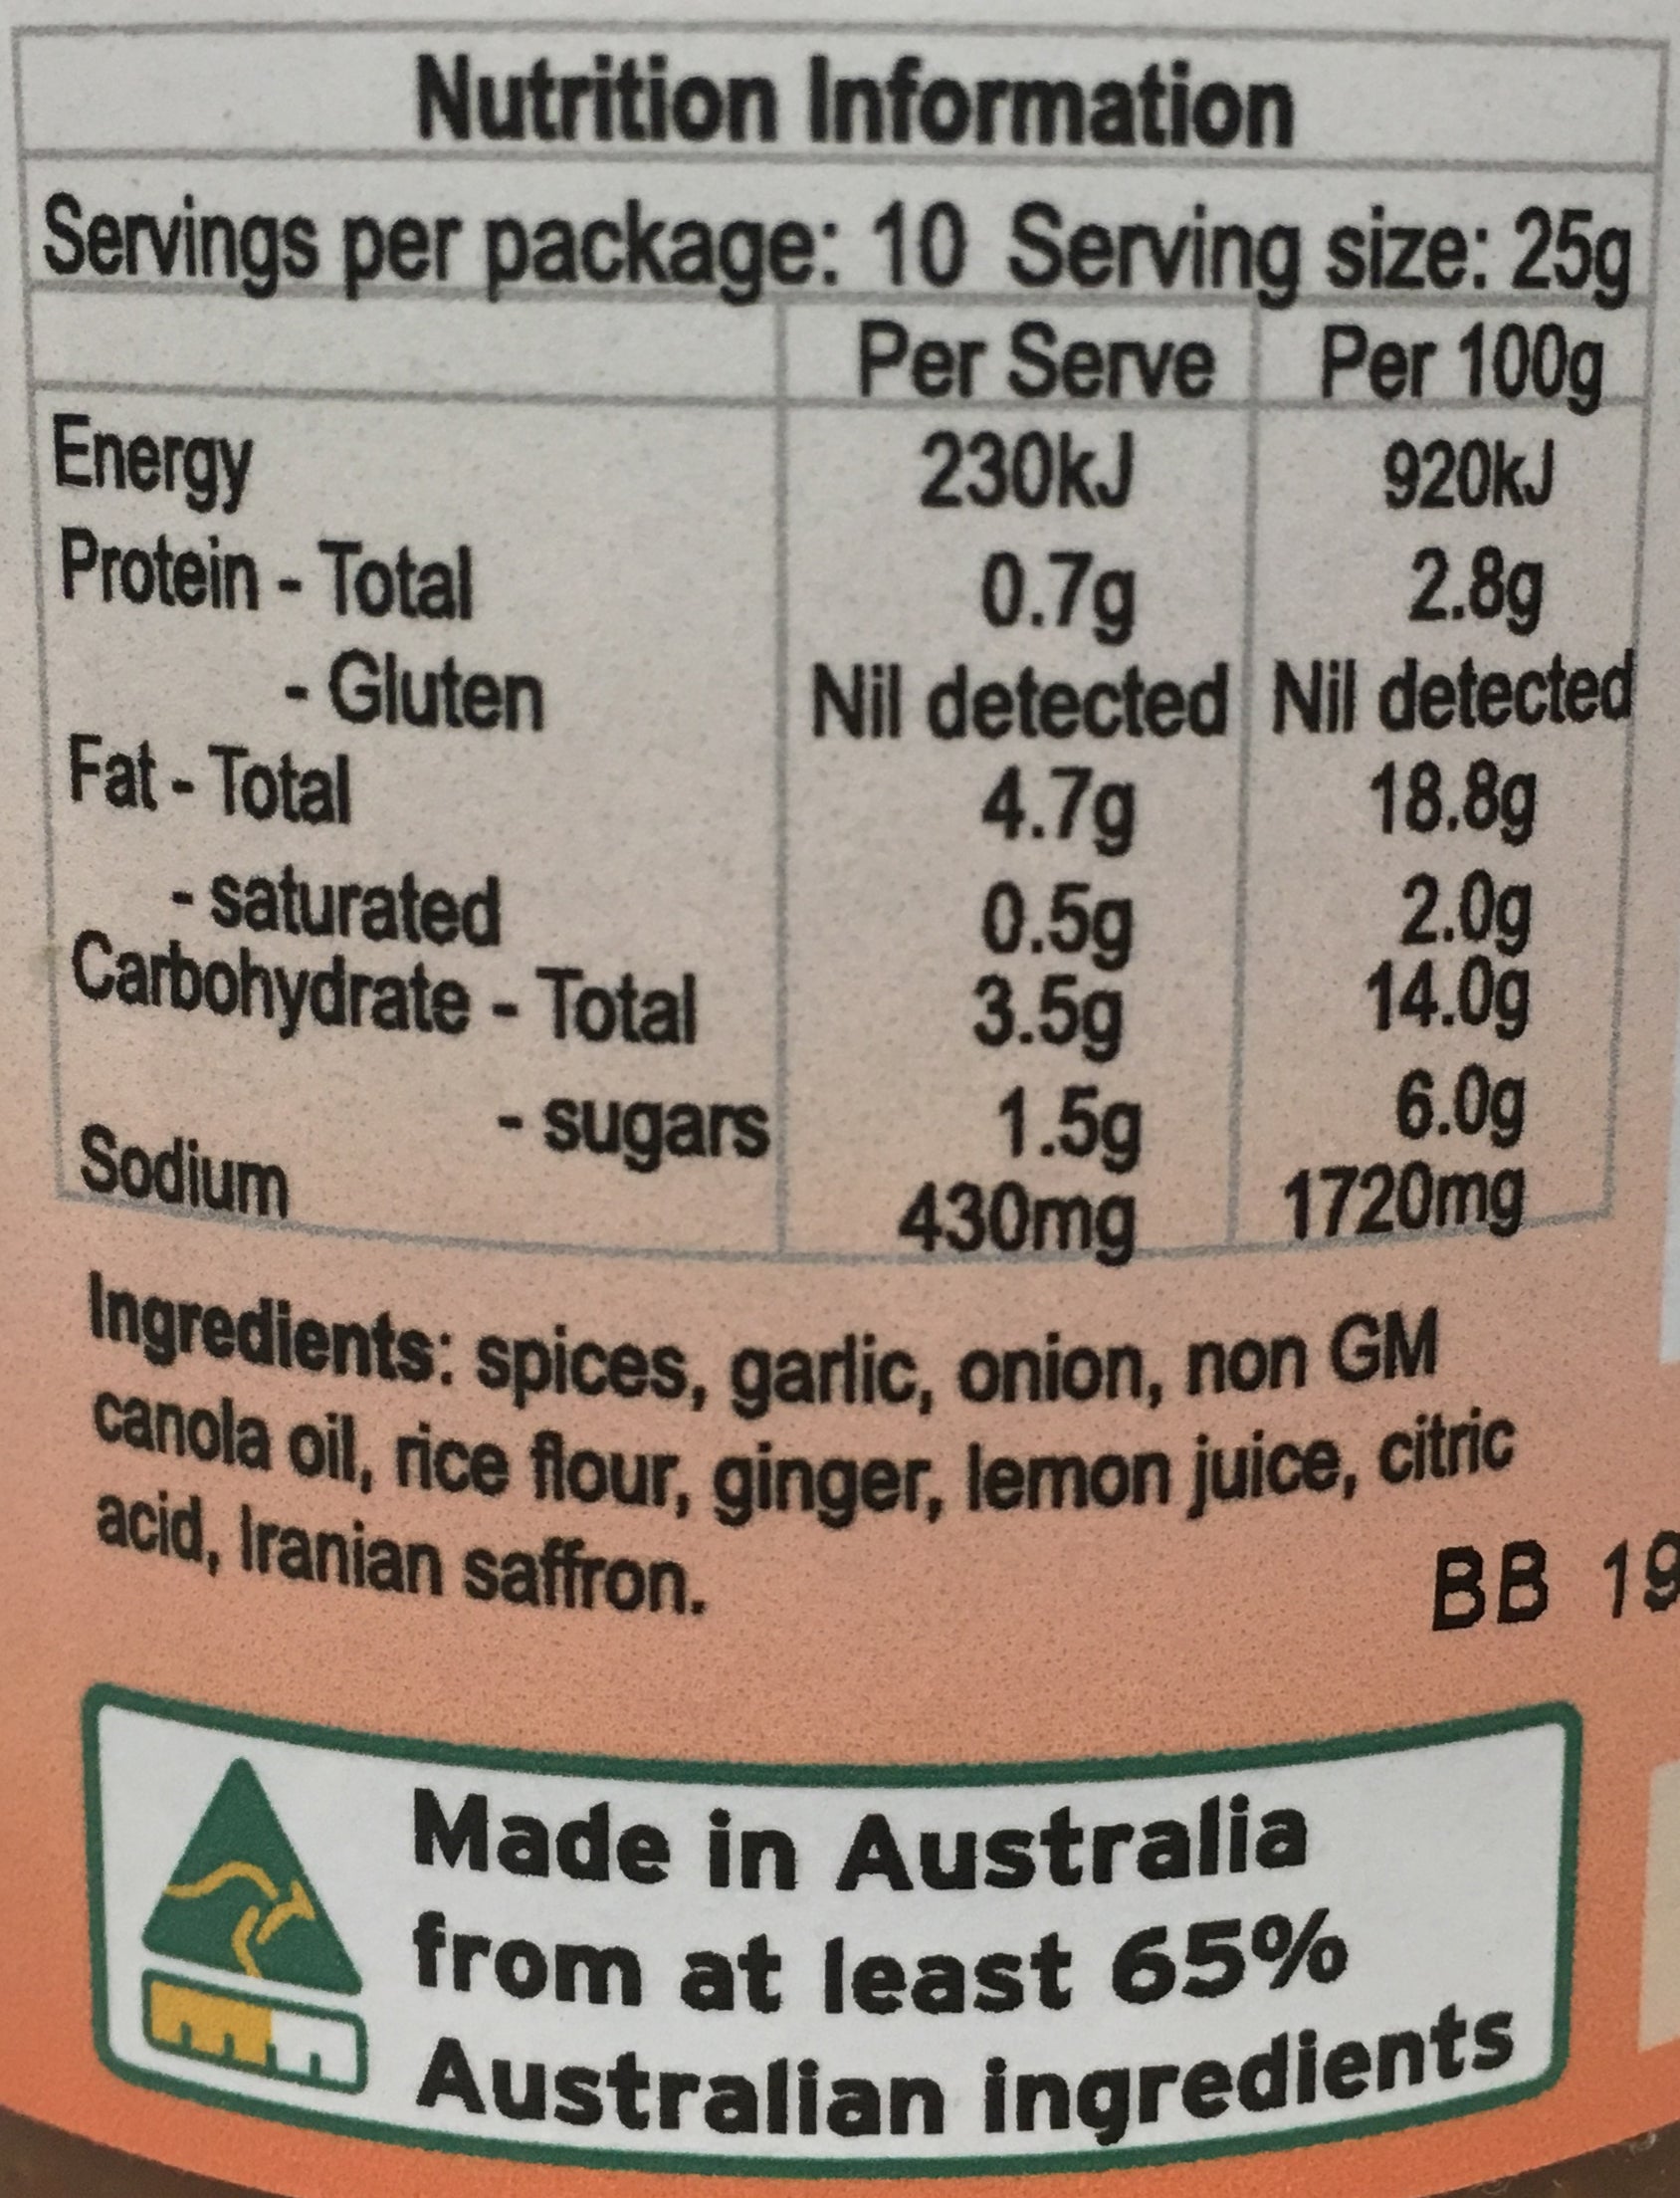 Nutrition Information
Servings per package: 10 Serving size: 25g
Per Serve Per 100g
Energy 230kJ 920kJ
Protein - Total 0.7g 2.8g
- Gluten Nil detected Nil detected
Fat - Total 4.7g 18.8g
- saturated 0.5g 2.0g
Carbohydrate - Total 3.5g 14.0g
- sugars 1.5g 6.0g
Sodium 430mg 1720mg
Ingredients: spices, garlic, onion, non GM
canola oil, rice flour, ginger, lemon juice, citric
acid, Iranian saffron.
BB 19
Made in Australia
from at least 65%
Australian ingredients